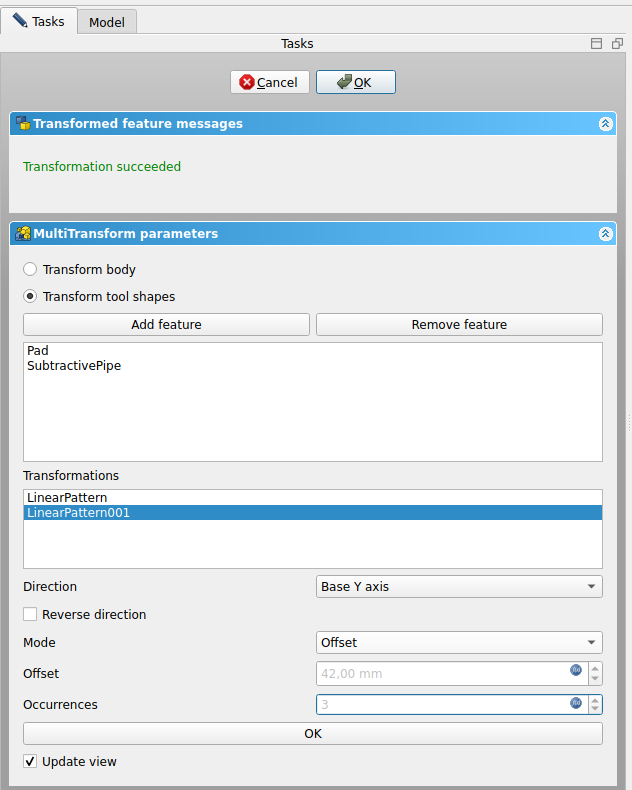 Tasks
Model
Tasks
Cancel
OK
Transformed feature messages
Transformation succeeded
MultiTransform parameters
Transform body
Transform tool shapes
Add feature
Remove feature
Pad
SubtractivePipe
Transformations
LinearPattern
LinearPattern001
Direction
Base Y axis
Reverse direction
Mode
Offset
Offset
42,00 mm
Occurrences
3
OK
Update view